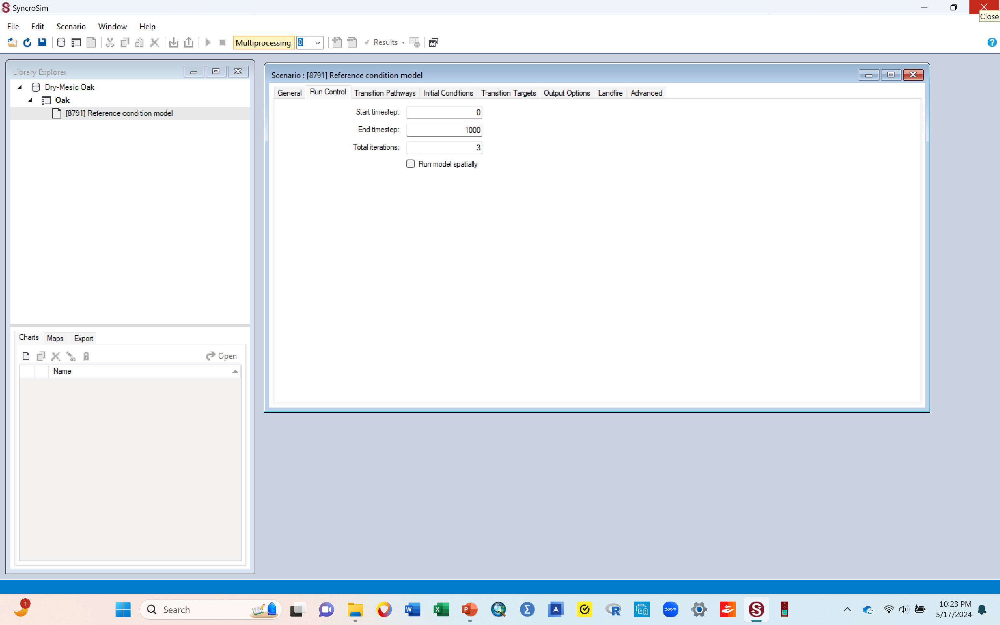 SyncroSim
Close
File Edit Scenario Window Help
Multiprocessing 8 Results
Library Explorer
Dry-Mesic Oak
Oak
[8791] Reference condition model
Scenario : [8791] Reference condition model
General Run Control Transition Pathways Initial Conditions Transition Targets Output Options Landfire Advanced
Start timestep: 0
End timestep: 1000
Total iterations: 3
Run model spatially
Charts Maps Export
Open
Name
1
Search
zoom
10:23 PM
5/17/2024